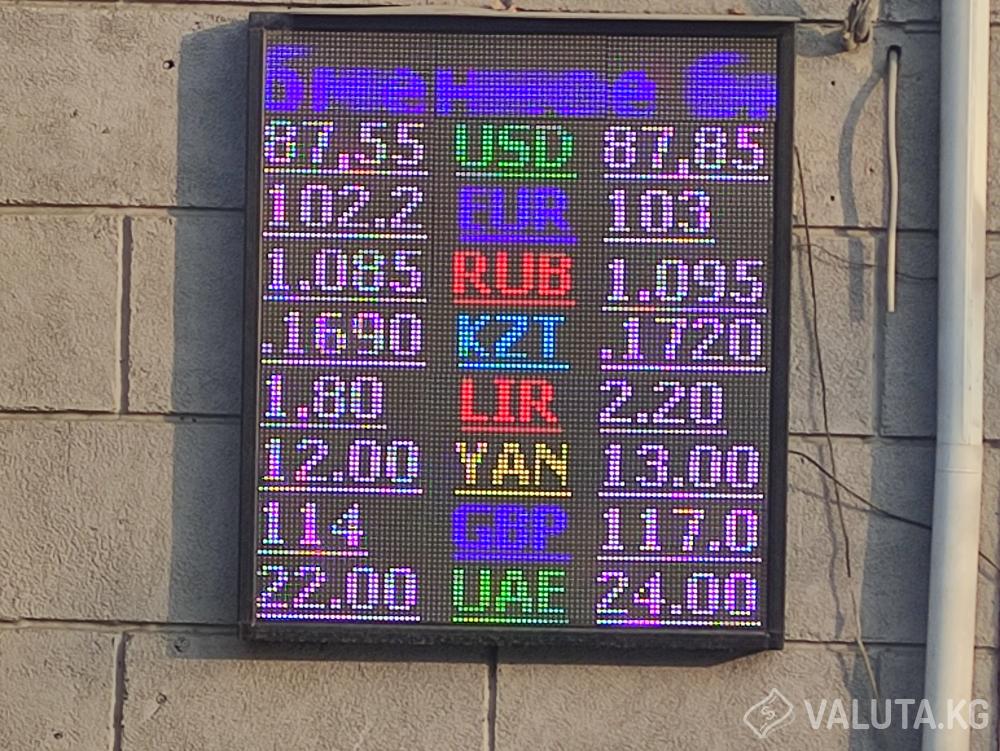 87,55 USD 87,85
102.2 EUR 103
1.085 RUB 1.095
.1690 KZT .1720
1.80 LIR 2.20
12.00 YAN 13.00
114 GBP 117.0
22.00 UAE 24.00
VALUTA.KG